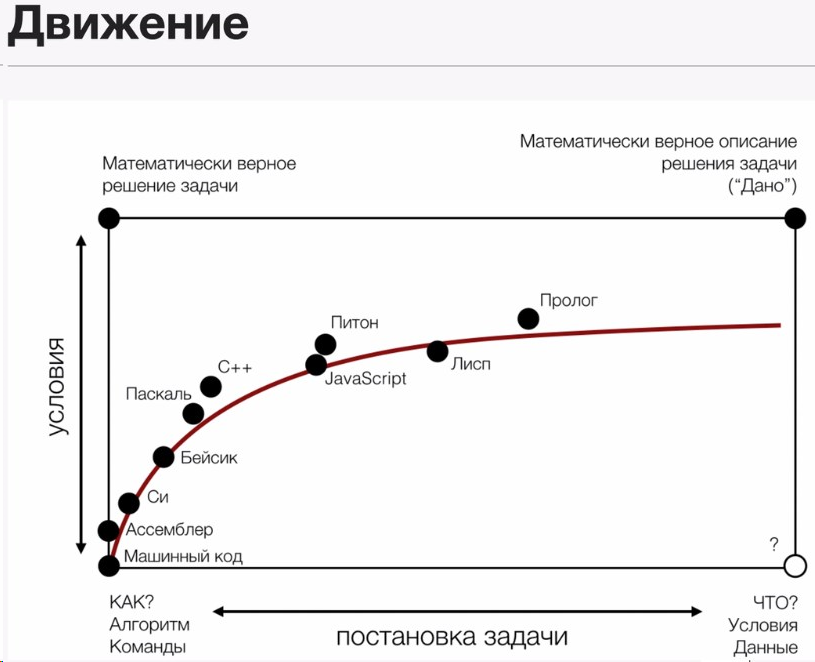 Движение
Математически верное
решение задачи
Математически верное описание
решения задачи
(“Дано”)
условия
Пролог
Питон
C++
JavaScript
Лисп
Паскаль
Бейсик
Си
Ассемблер
Машинный код
?
КАК?
Алгоритм
Команды
постановка задачи
ЧТО?
Условия
Данные